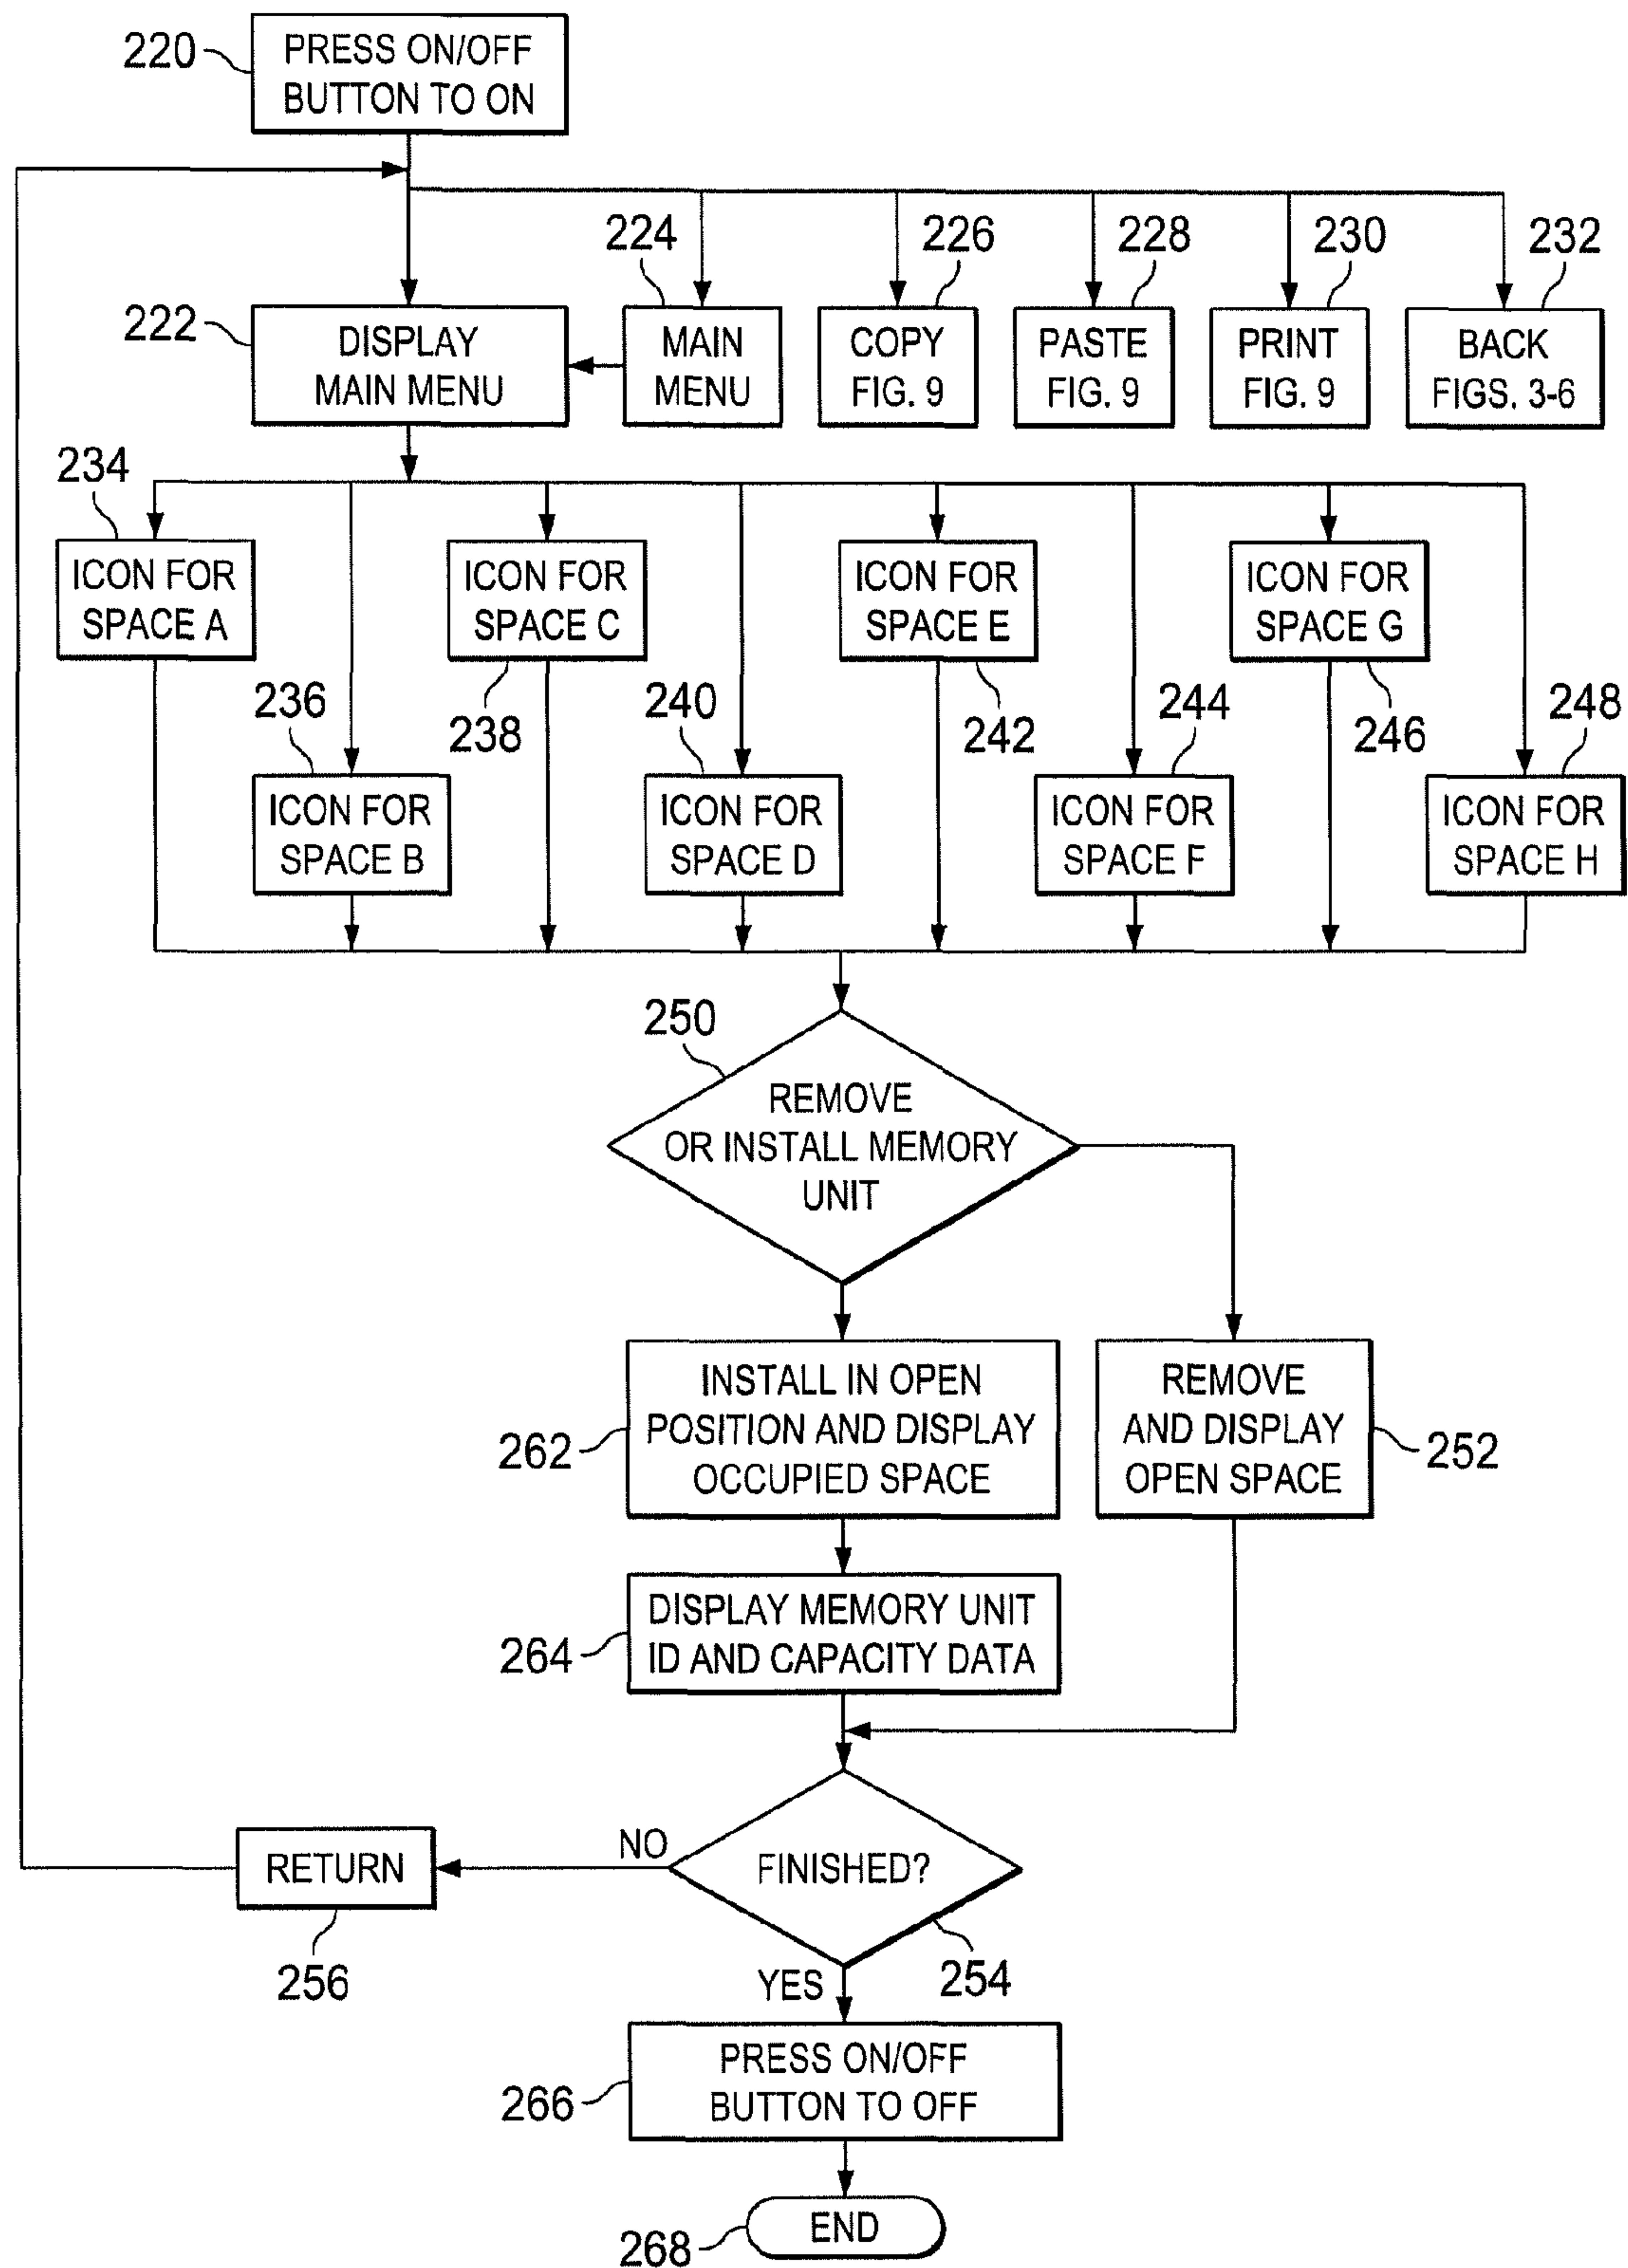 220
PRESS ON/OFF
BUTTON TO ON
224
226
228
230
232
222
DISPLAY
MAIN MENU
MAIN
MENU
COPY
FIG. 9
PASTE
FIG. 9
PRINT
FIG. 9
BACK
FIGS. 3-6
234
ICON FOR
SPACE A
ICON FOR
SPACE C
ICON FOR
SPACE E
ICON FOR
SPACE G
236
238
240
242
244
246
248
ICON FOR
SPACE B
ICON FOR
SPACE D
ICON FOR
SPACE F
ICON FOR
SPACE H
250
REMOVE
OR INSTALL MEMORY
UNIT
262
INSTALL IN OPEN
POSITION AND DISPLAY
OCCUPIED SPACE
REMOVE
AND DISPLAY
OPEN SPACE
252
264
DISPLAY MEMORY UNIT
ID AND CAPACITY DATA
RETURN
256
NO
FINISHED?
254
YES
266
PRESS ON/OFF
BUTTON TO OFF
268
END